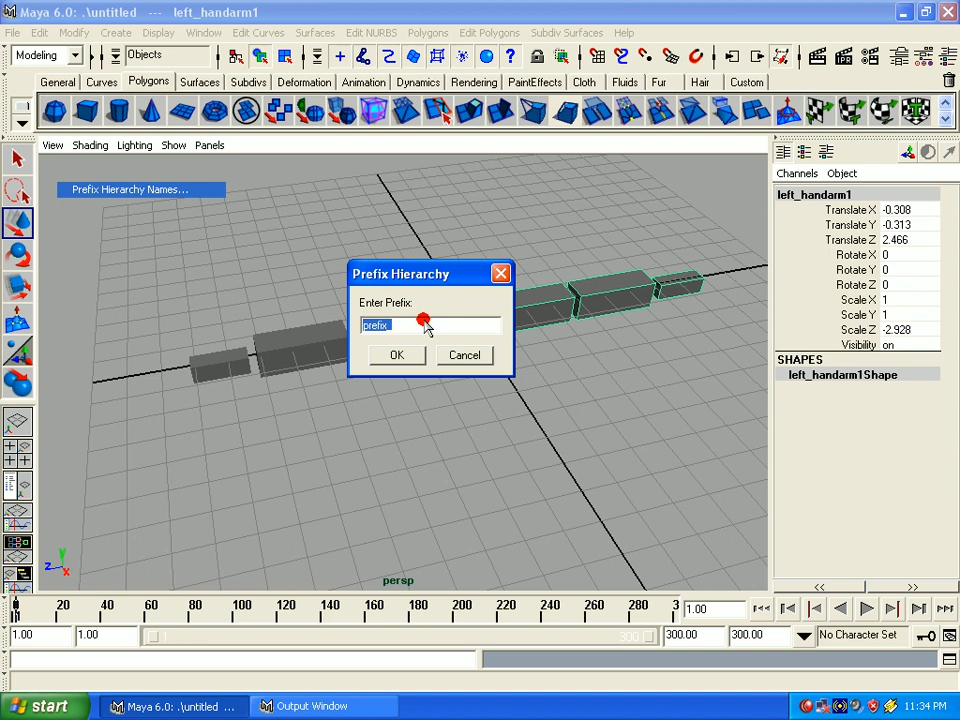 Maya 6.0: .\untitled --- left_handarm1
File Edit Modify Create Display Window Edit Curves Surfaces Edit NURBS Polygons Edit Polygons Subdiv Surfaces Help
Modeling Objects
General Curves Polygons Surfaces Subdivs Deformation Animation Dynamics Rendering PaintEffects Cloth Fluids Fur Hair Custom
View Shading Lighting Show Panels
Channels Object
Prefix Hierarchy Names...
left_handarm1
Translate X -0.308
Translate Y -0.313
Translate Z 2.466
Rotate X 0
Rotate Y 0
Rotate Z 0
Scale X 1
Scale Y 1
Scale Z -2.928
Visibility on
SHAPES
left_handarm1Shape
Prefix Hierarchy
Enter Prefix:
prefix
OK Cancel
y
z
x
persp
<< >>
20 40 60 80 100 120 140 160 180 200 220 240 260 280 3
1.00
1.00 1.00 1 300 300.00 300.00 No Character Set
start Maya 6.0: .\untitled ... Output Window 11:34 PM